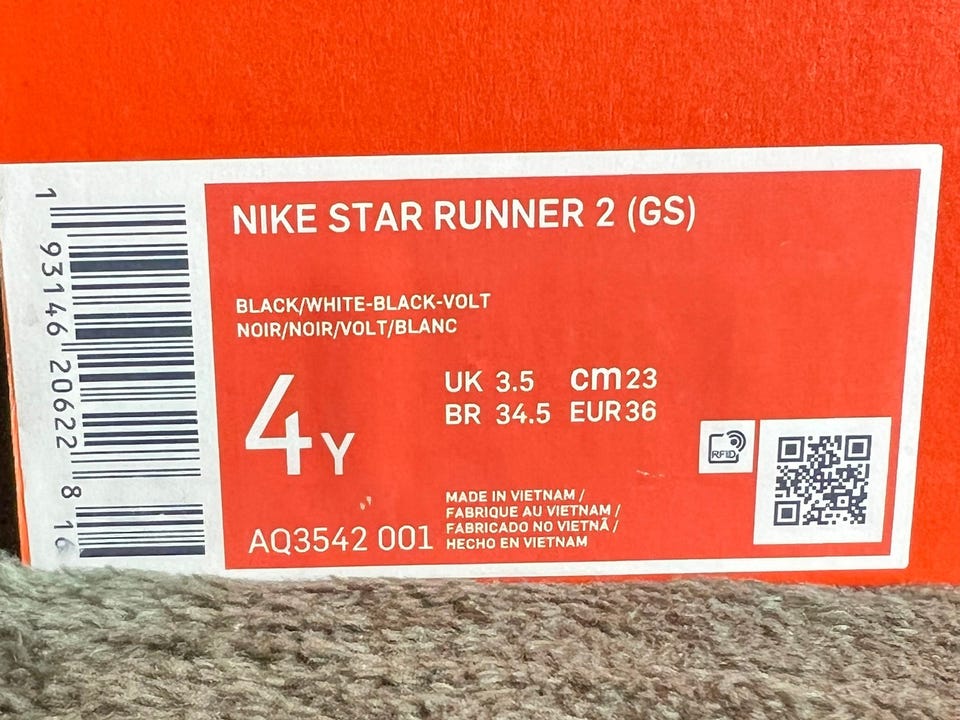 NIKE STAR RUNNER 2 (GS)
BLACK/WHITE-BLACK-VOLT
NOIR/NOIR/VOLT/BLANC
4Y
UK 3.5 cm 23
BR 34.5 EUR 36
RFID
MADE IN VIETNAM /
FABRIQUE AU VIETNAM /
FABRICADO NO VIETNÃ /
HECHO EN VIETNAM
AQ3542 001
1 93146 20622 8